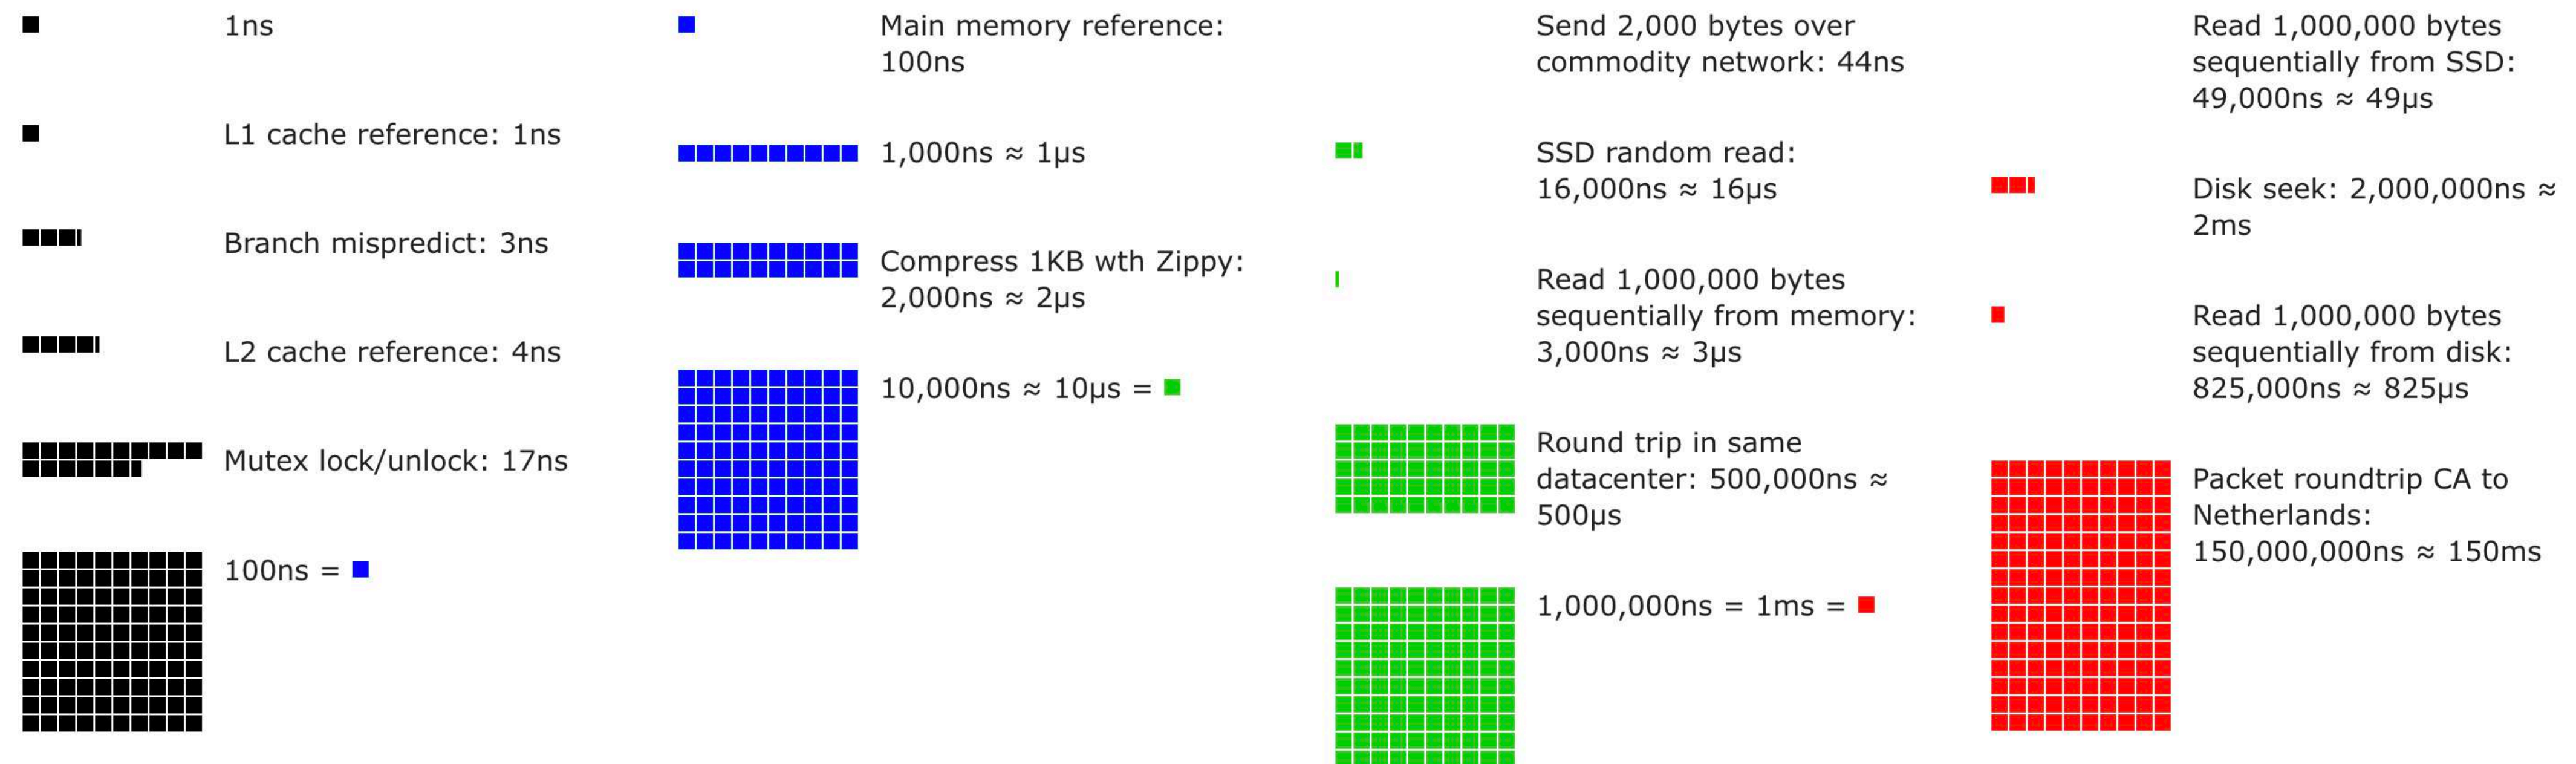 1ns
L1 cache reference: 1ns
Branch mispredict: 3ns
L2 cache reference: 4ns
Mutex lock/unlock: 17ns
100ns =
Main memory reference:
100ns
1,000ns ≈ 1µs
Compress 1KB wth Zippy:
2,000ns ≈ 2µs
10,000ns ≈ 10µs =
Send 2,000 bytes over
commodity network: 44ns
SSD random read:
16,000ns ≈ 16µs
Read 1,000,000 bytes
sequentially from memory:
3,000ns ≈ 3µs
Round trip in same
datacenter: 500,000ns ≈
500µs
1,000,000ns = 1ms =
Read 1,000,000 bytes
sequentially from SSD:
49,000ns ≈ 49µs
Disk seek: 2,000,000ns ≈
2ms
Read 1,000,000 bytes
sequentially from disk:
825,000ns ≈ 825µs
Packet roundtrip CA to
Netherlands:
150,000,000ns ≈ 150ms